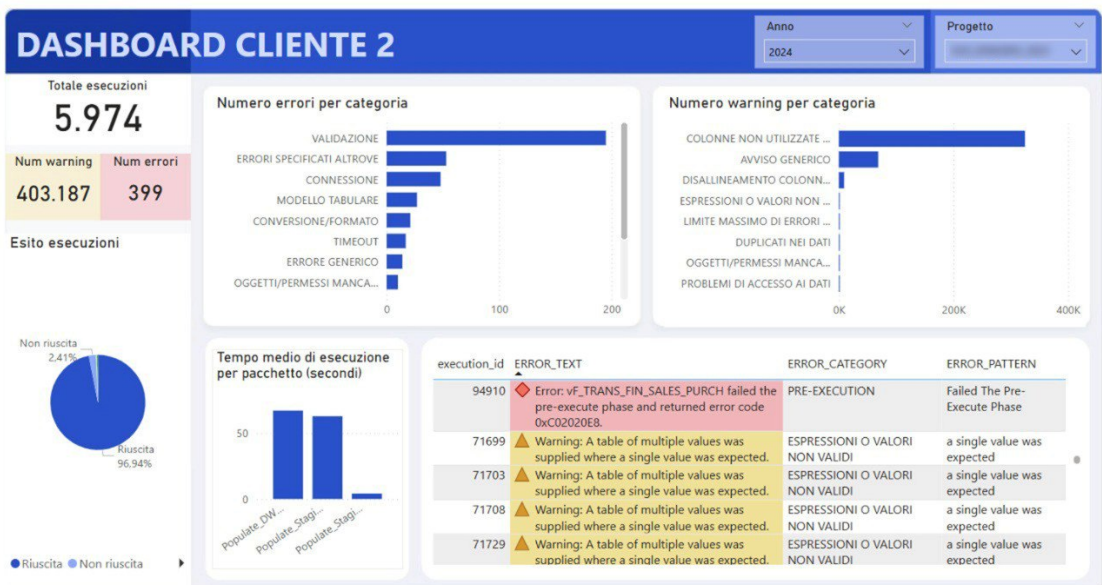 DASHBOARD CLIENTE 2
Anno
2024
Progetto
Totale esecuzioni
5.974
Num warning
403.187
Num errori
399
Esito esecuzioni
Non riuscita
2.41%
Riuscita
96.94%
Riuscita Non riuscita
Numero errori per categoria
VALIDAZIONE
ERRORI SPECIFICATI ALTROVE
CONNESSIONE
MODELLO TABULARE
CONVERSIONE/FORMATO
TIMEOUT
ERRORE GENERICO
OGGETTI/PERMESSI MANCA...
0 100 200
Numero warning per categoria
COLONNE NON UTILIZZATE ...
AVVISO GENERICO
DISALLINEAMENTO COLONN...
ESPRESSIONI O VALORI NON ...
LIMITE MASSIMO DI ERRORI ...
DUPLICATI NEI DATI
OGGETTI/PERMESSI MANCA...
PROBLEMI DI ACCESSO AI DATI
0K 200K 400K
Tempo medio di esecuzione
per pacchetto (secondi)
50
0
Populate_DW...
Populate_Stagi...
Populate_Stagi...
execution_id ERROR_TEXT ERROR_CATEGORY ERROR_PATTERN
94910 Error: vF_TRANS_FIN_SALES_PURCH failed the PRE-EXECUTION Failed The Pre-
pre-execute phase and returned error code Execute Phase
0xC02020E8.
71699 Warning: A table of multiple values was ESPRESSIONI O VALORI a single value was
supplied where a single value was expected. NON VALIDI expected
71703 Warning: A table of multiple values was ESPRESSIONI O VALORI a single value was
supplied where a single value was expected. NON VALIDI expected
71708 Warning: A table of multiple values was ESPRESSIONI O VALORI a single value was
supplied where a single value was expected. NON VALIDI expected
71729 Warning: A table of multiple values was ESPRESSIONI O VALORI a single value was
supplied where a single value was expected. NON VALIDI expected